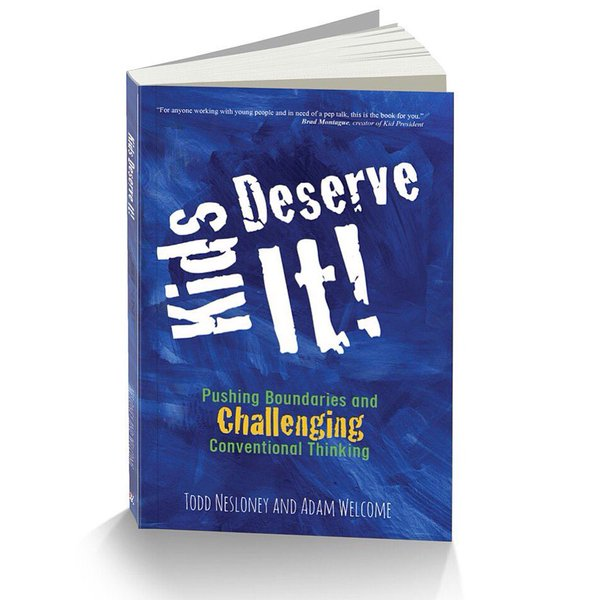 "For anyone working with young people and in need of a pep talk, this is the book for you."
Brad Montague, creator of Kid President
Kids
Deserve
It!
Pushing Boundaries and
Challenging
Conventional Thinking
Todd Nesloney and Adam Welcome
Kids Deserve It!